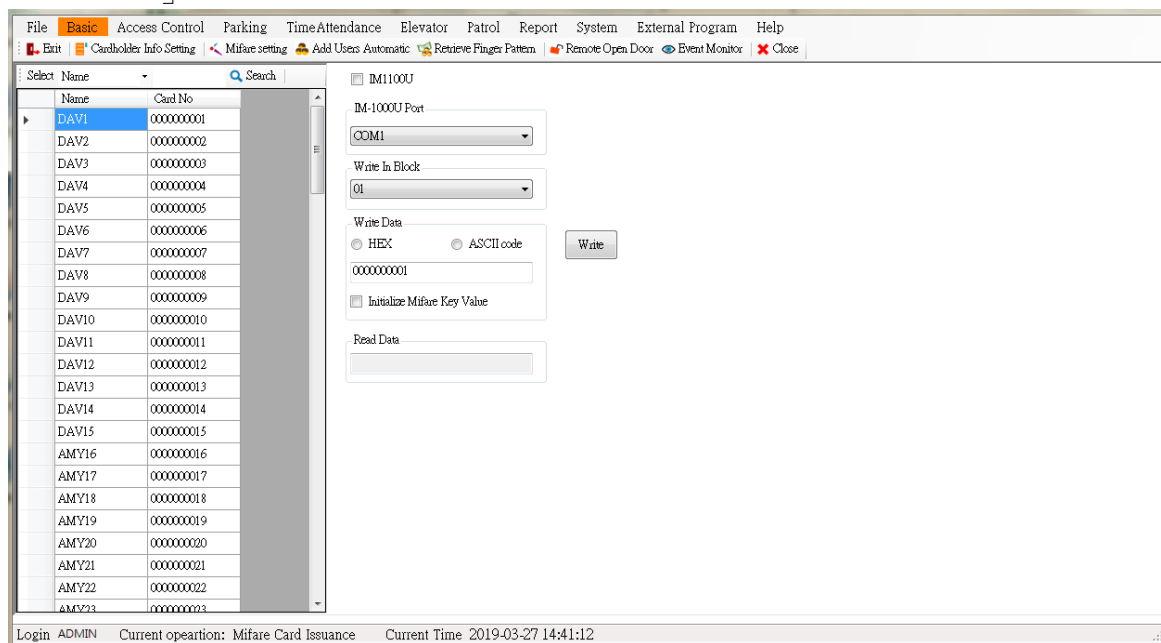 File Basic Access Control Parking TimeAttendance Elevator Patrol Report System External Program Help
Exit Cardholder Info Setting Mifare setting Add Users Automatic Retrieve Finger Pattern Remote Open Door Event Monitor Close
Select Name Search
Name Card No
DAV1 0000000001
DAV2 0000000002
DAV3 0000000003
DAV4 0000000004
DAV5 0000000005
DAV6 0000000006
DAV7 0000000007
DAV8 0000000008
DAV9 0000000009
DAV10 0000000010
DAV11 0000000011
DAV12 0000000012
DAV13 0000000013
DAV14 0000000014
DAV15 0000000015
AMY16 0000000016
AMY17 0000000017
AMY18 0000000018
AMY19 0000000019
AMY20 0000000020
AMY21 0000000021
AMY22 0000000022
AMY23 0000000023
IM1100U
IM-1000U Port
COM1
Write In Block
01
Write Data
HEX ASCII code
0000000001
Initialize Mifare Key Value
Write
Read Data
Login ADMIN Current opeartion: Mifare Card Issuance Current Time 2019-03-27 14:41:12